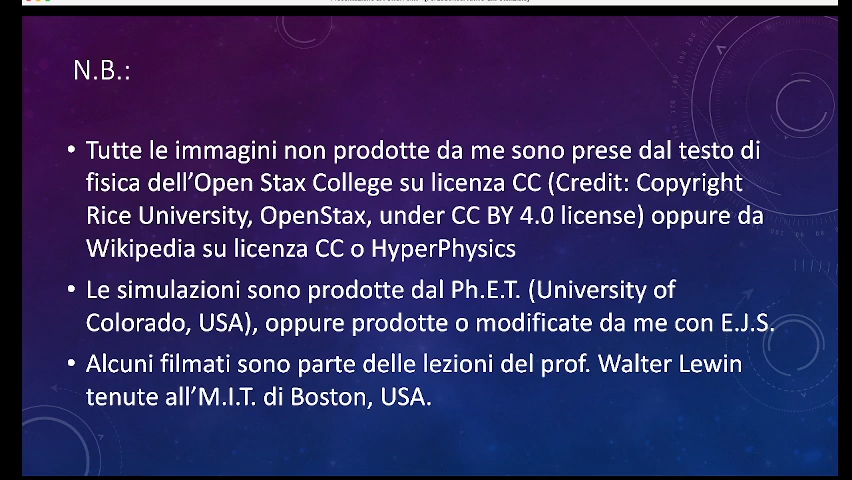 N.B.:
• Tutte le immagini non prodotte da me sono prese dal testo di
fisica dell’Open Stax College su licenza CC (Credit: Copyright
Rice University, OpenStax, under CC BY 4.0 license) oppure da
Wikipedia su licenza CC o HyperPhysics
• Le simulazioni sono prodotte dal Ph.E.T. (University of
Colorado, USA), oppure prodotte o modificate da me con E.J.S.
• Alcuni filmati sono parte delle lezioni del prof. Walter Lewin
tenute all’M.I.T. di Boston, USA.